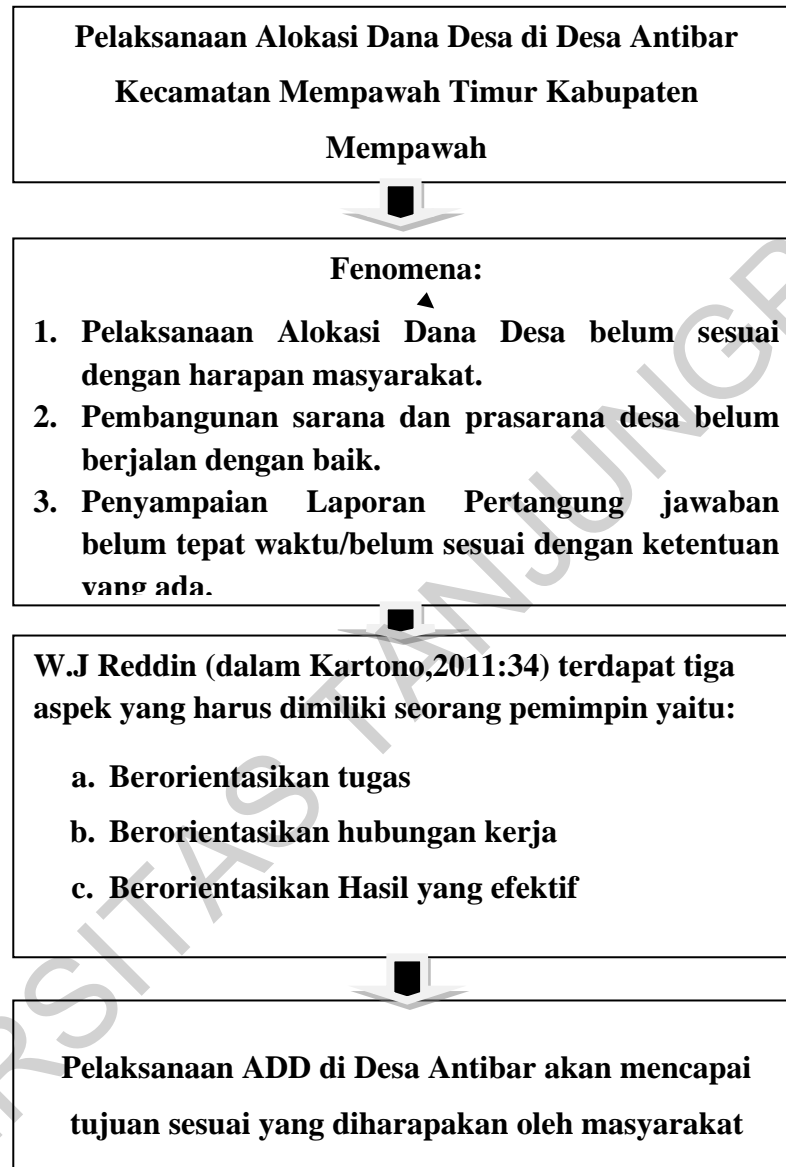 Pelaksanaan Alokasi Dana Desa di Desa Antibar
Kecamatan Mempawah Timur Kabupaten
Mempawah
Fenomena:
1. Pelaksanaan Alokasi Dana Desa belum sesuai
dengan harapan masyarakat.
2. Pembangunan sarana dan prasarana desa belum
berjalan dengan baik.
3. Penyampaian Laporan Pertangung jawaban
belum tepat waktu/belum sesuai dengan ketentuan
yang ada.
W.J Reddin (dalam Kartono,2011:34) terdapat tiga
aspek yang harus dimiliki seorang pemimpin yaitu:
a. Berorientasikan tugas
b. Berorientasikan hubungan kerja
c. Berorientasikan Hasil yang efektif
Pelaksanaan ADD di Desa Antibar akan mencapai
tujuan sesuai yang diharapakan oleh masyarakat
ERSITAS TANJUNGP